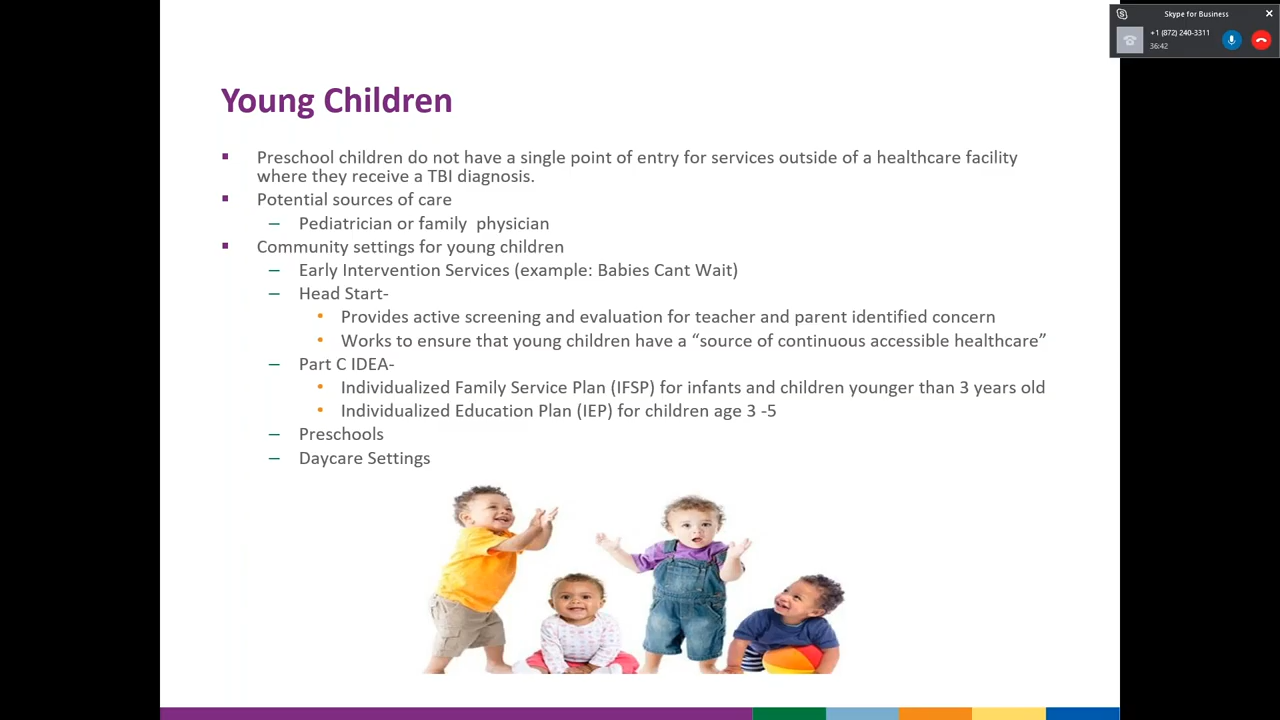 Skype for Business
+1 (872) 240-3311
36:42
Young Children
Preschool children do not have a single point of entry for services outside of a healthcare facility
where they receive a TBI diagnosis.
Potential sources of care
– Pediatrician or family  physician
Community settings for young children
– Early Intervention Services (example: Babies Cant Wait)
– Head Start-
• Provides active screening and evaluation for teacher and parent identified concern
• Works to ensure that young children have a “source of continuous accessible healthcare”
– Part C IDEA-
• Individualized Family Service Plan (IFSP) for infants and children younger than 3 years old
• Individualized Education Plan (IEP) for children age 3 -5
– Preschools
– Daycare Settings